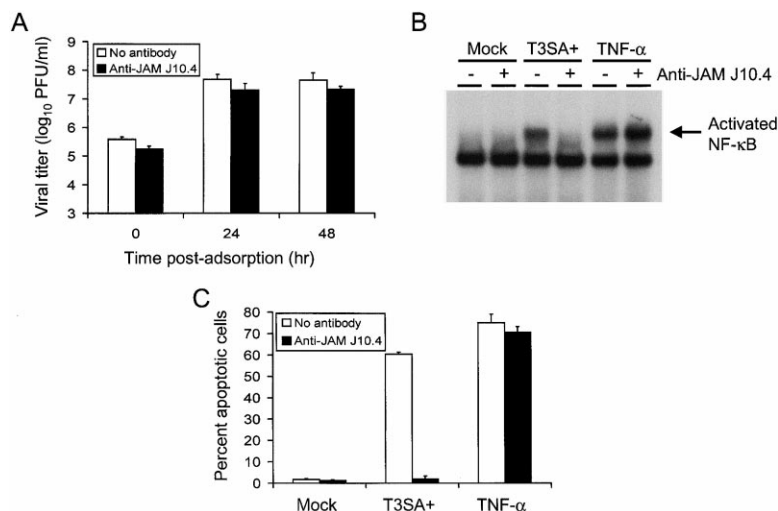 A
No antibody
Anti-JAM J10.4
Viral titer (log10 PFU/ml)
9
8
7
6
5
4
3
0 24 48
Time post-adsorption (hr)
B
Mock T3SA+ TNF-α
- + - + - + Anti-JAM J10.4
Activated
NF-κB
C
No antibody
Anti-JAM J10.4
Percent apoptotic cells
80
70
60
50
40
30
20
10
0
Mock T3SA+ TNF-α